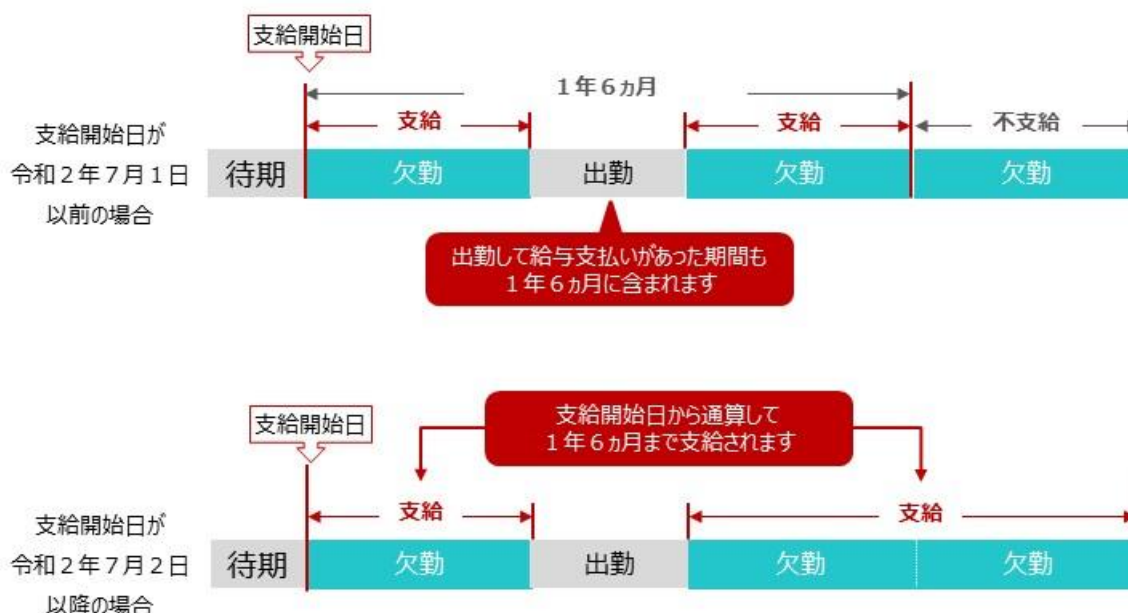 支給開始日
1年6ヵ月
支給
支給
不支給
支給開始日が
令和2年7月1日
以前の場合
待期
欠勤
出勤
欠勤
欠勤
出勤して給与支払いがあった期間も
1年6ヵ月に含まれます
支給開始日から通算して
1年6ヵ月まで支給されます
支給開始日
支給
支給
支給開始日が
令和2年7月2日
以降の場合
待期
欠勤
出勤
欠勤
欠勤